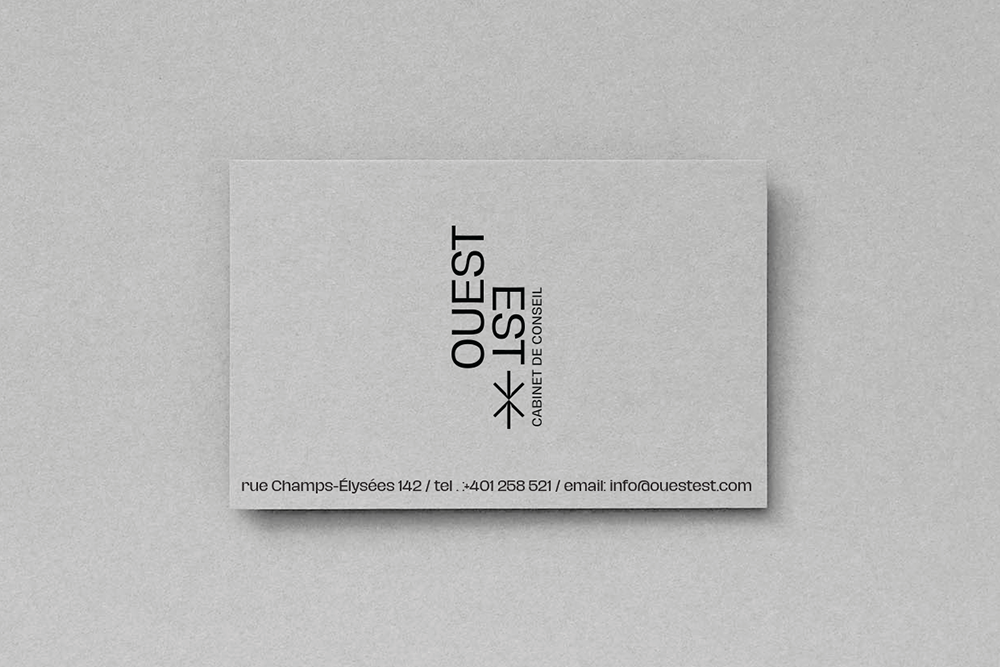 OUEST
EST
CABINET DE CONSEIL
rue Champs-Élysées 142 / tel . :+401 258 521 / email: info@ouestest.com